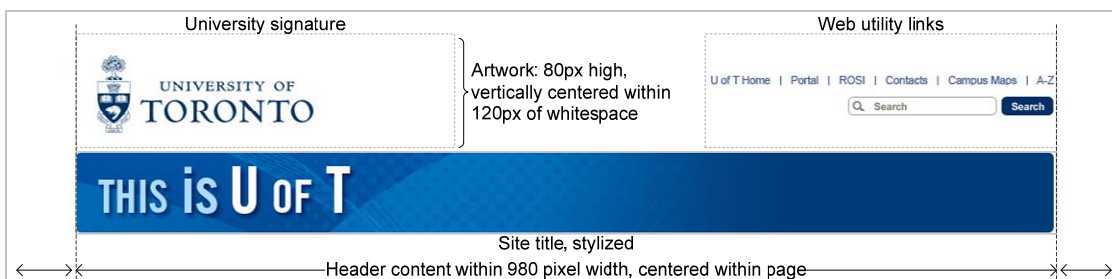 University signature
Web utility links
UNIVERSITY OF
TORONTO
Artwork: 80px high,
vertically centered within
120px of whitespace
U of T Home | Portal | ROSI | Contacts | Campus Maps | A-Z
Search Search
THIS is U OF T
Site title, stylized
Header content within 980 pixel width, centered within page